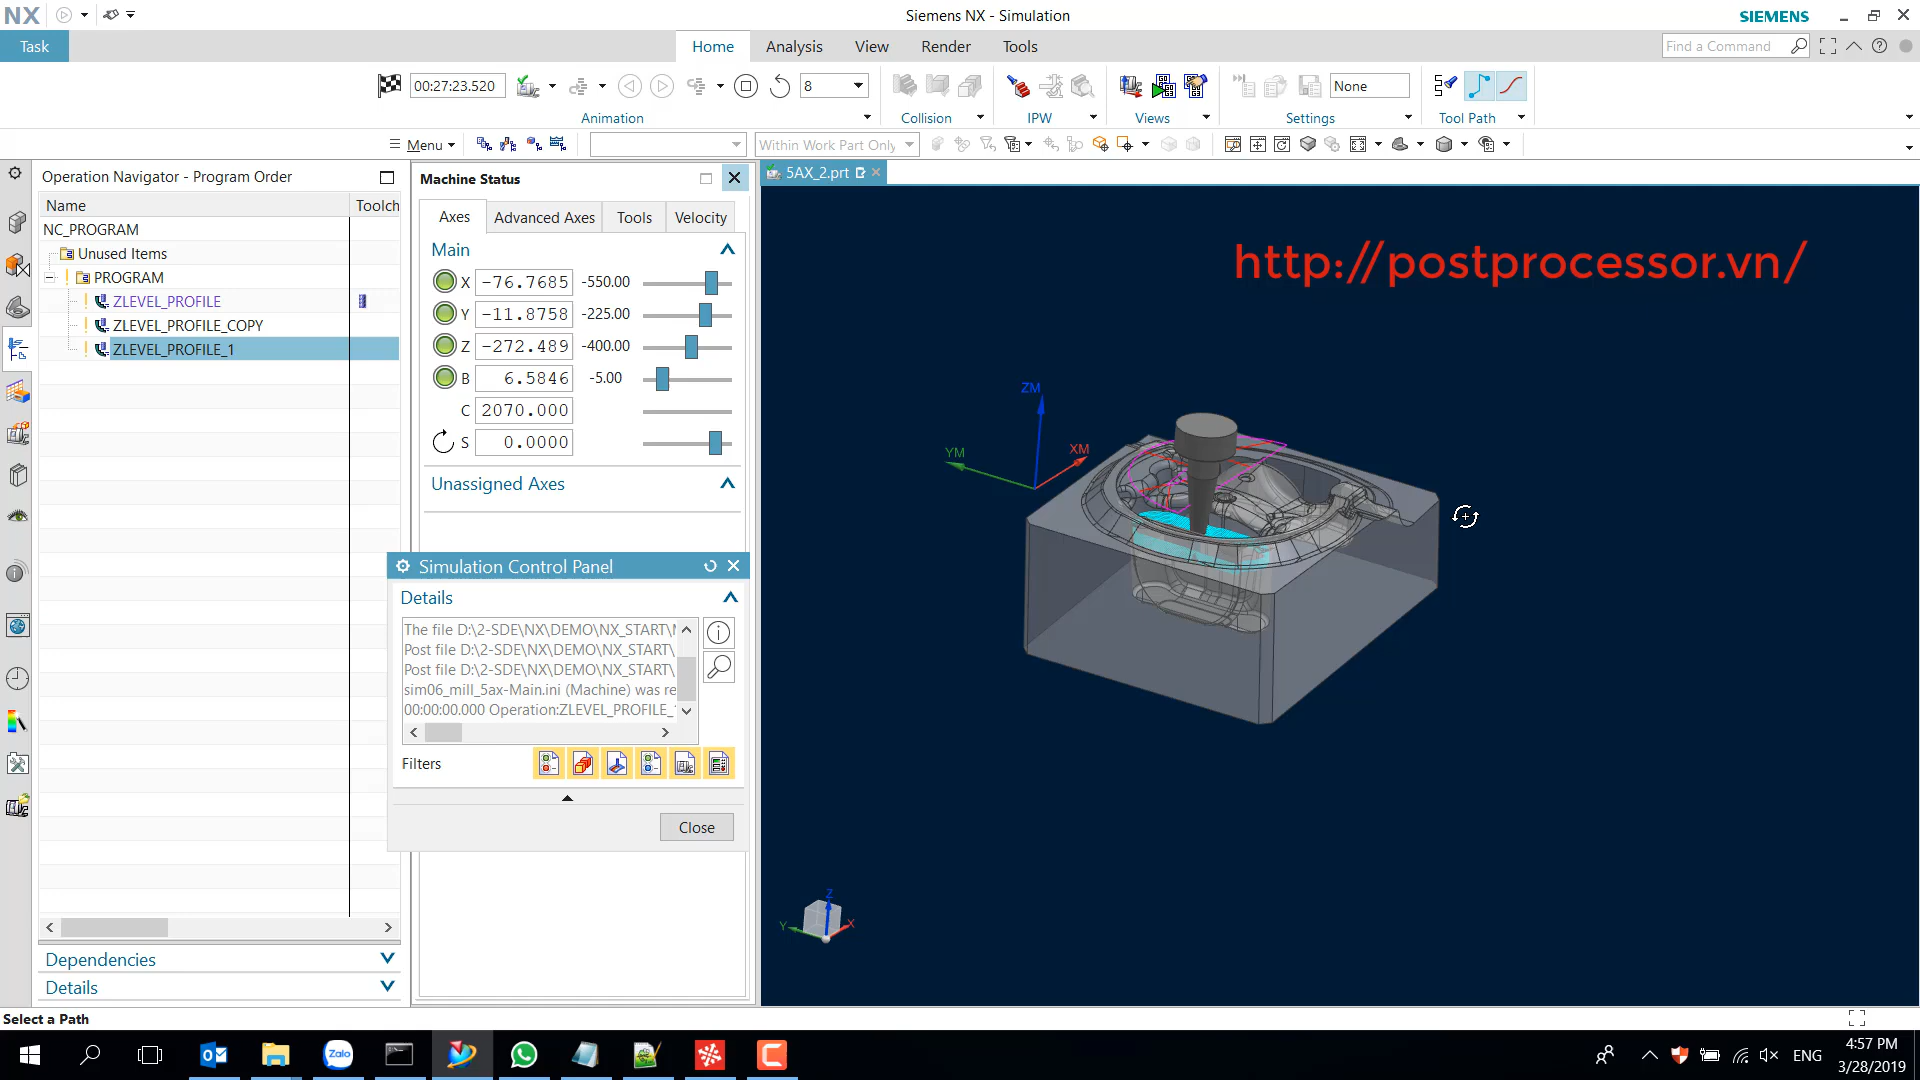 NX
Siemens NX - Simulation
SIEMENS
Task
Home
Analysis
View
Render
Tools
Find a Command
00:27:23.520
8
None
Animation
Collision
IPW
Views
Settings
Tool Path
Menu
Within Work Part Only
Operation Navigator - Program Order
Name
Toolch
NC_PROGRAM
Unused Items
PROGRAM
ZLEVEL_PROFILE
ZLEVEL_PROFILE_COPY
ZLEVEL_PROFILE_1
Dependencies
Details
Machine Status
Axes
Advanced Axes
Tools
Velocity
Main
X -76.7685 -550.00
Y -11.8758 -225.00
Z -272.489 -400.00
B 6.5846 -5.00
C 2070.000
S 0.0000
Unassigned Axes
Simulation Control Panel
Details
The file D:\2-SDE\NX\DEMO\NX_START\
Post file D:\2-SDE\NX\DEMO\NX_START\
Post file D:\2-SDE\NX\DEMO\NX_START\
sim06_mill_5ax-Main.ini (Machine) was re
00:00:00.000 Operation:ZLEVEL_PROFILE_
Filters
Close
5AX_2.prt
http://postprocessor.vn/
ZM
YM
XM
Z
Y
X
Select a Path
Zalo
ENG
4:57 PM
3/28/2019